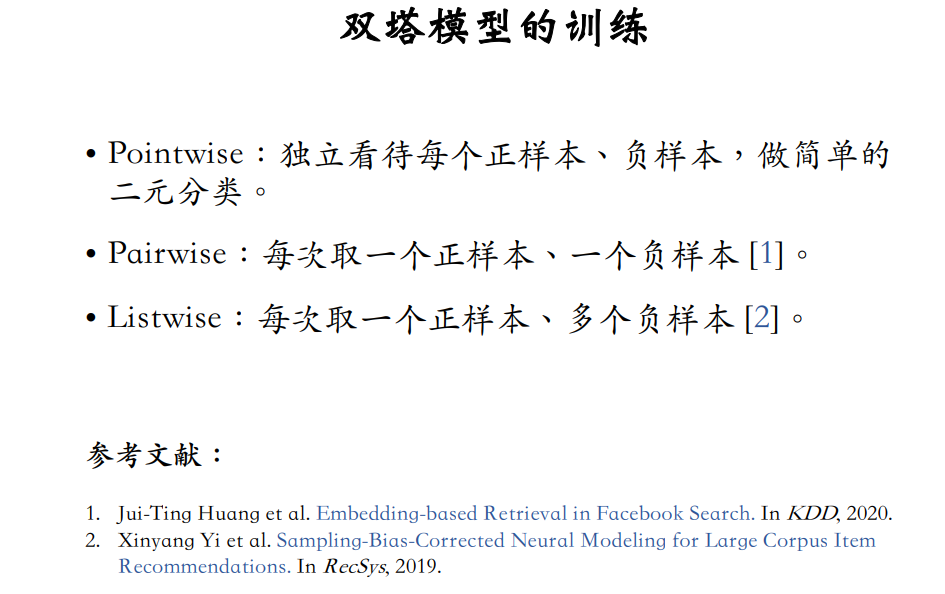 双塔模型的训练
• Pointwise：独立看待每个正样本、负样本，做简单的
二元分类。
• Pairwise：每次取一个正样本、一个负样本 [1]。
• Listwise：每次取一个正样本、多个负样本 [2]。
参考文献：
1. Jui-Ting Huang et al. Embedding-based Retrieval in Facebook Search. In KDD, 2020.
2. Xinyang Yi et al. Sampling-Bias-Corrected Neural Modeling for Large Corpus Item
Recommendations. In RecSys, 2019.